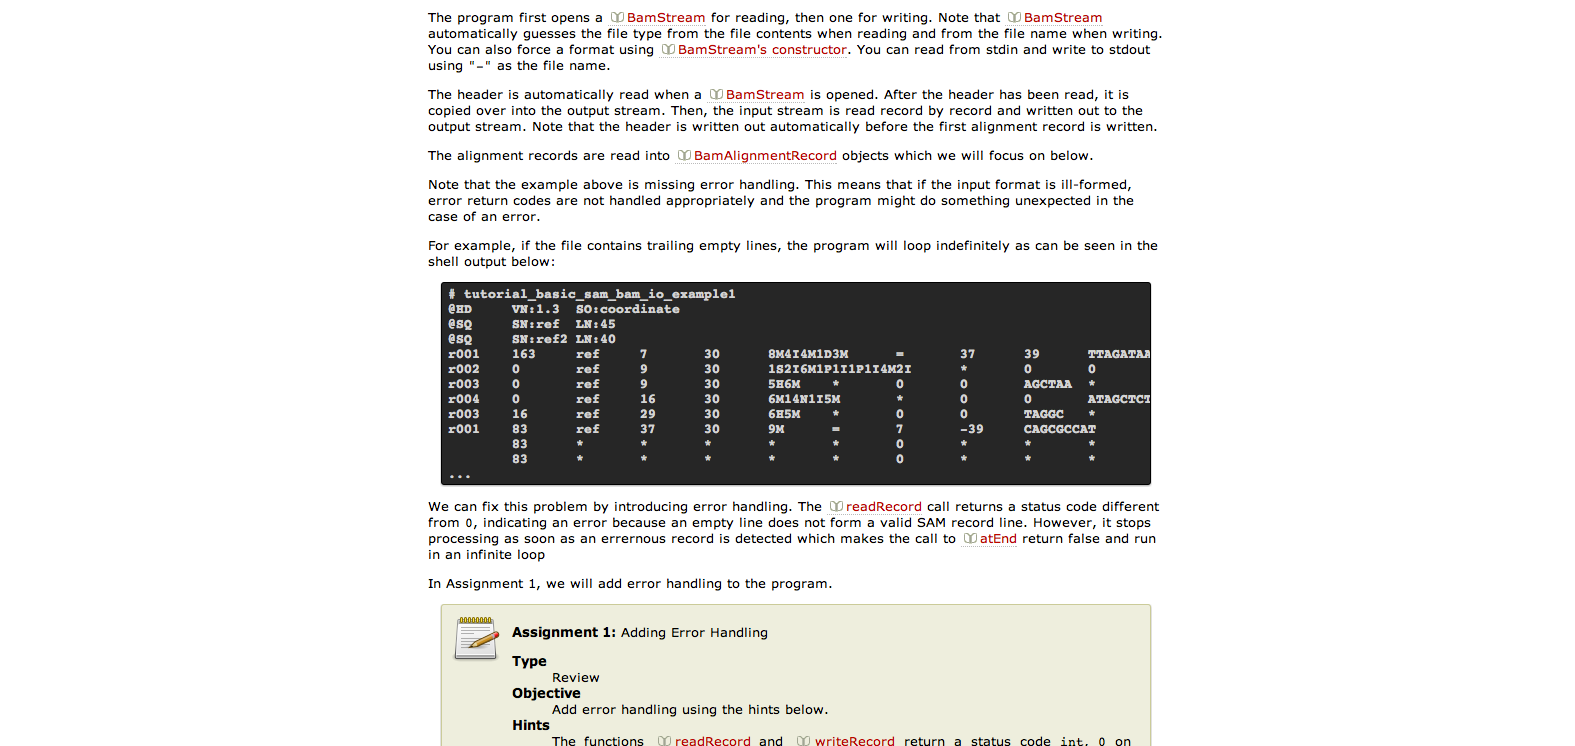 The program first opens a BamStream for reading, then one for writing. Note that BamStream
automatically guesses the file type from the file contents when reading and from the file name when writing.
You can also force a format using BamStream's constructor. You can read from stdin and write to stdout
using "-" as the file name.
The header is automatically read when a BamStream is opened. After the header has been read, it is
copied over into the output stream. Then, the input stream is read record by record and written out to the
output stream. Note that the header is written out automatically before the first alignment record is written.
The alignment records are read into BamAlignmentRecord objects which we will focus on below.
Note that the example above is missing error handling. This means that if the input format is ill-formed,
error return codes are not handled appropriately and the program might do something unexpected in the
case of an error.
For example, if the file contains trailing empty lines, the program will loop indefinitely as can be seen in the
shell output below:
# tutorial_basic_sam_bam_io_example1
@HD VN:1.3 SO:coordinate
@SQ SN:ref LN:45
@SQ SN:ref2 LN:40
r001 163 ref 7 30 8M4I4M1D3M = 37 39 TTAGATAA
r002 0 ref 9 30 1S2I6M1P1I1P1I4M2I * 0 0
r003 0 ref 9 30 5H6M * 0 0 AGCTAA *
r004 0 ref 16 30 6M14N1I5M * 0 0 ATAGCTCT
r003 16 ref 29 30 6H5M * 0 0 TAGGC *
r001 83 ref 37 30 9M = 7 -39 CAGCGCCAT
83 * * * * * 0 * * *
83 * * * * * 0 * * *
...
We can fix this problem by introducing error handling. The readRecord call returns a status code different
from 0, indicating an error because an empty line does not form a valid SAM record line. However, it stops
processing as soon as an errernous record is detected which makes the call to atEnd return false and run
in an infinite loop
In Assignment 1, we will add error handling to the program.
Assignment 1: Adding Error Handling
Type
Review
Objective
Add error handling using the hints below.
Hints
The functions readRecord and writeRecord return a status code int, 0 on